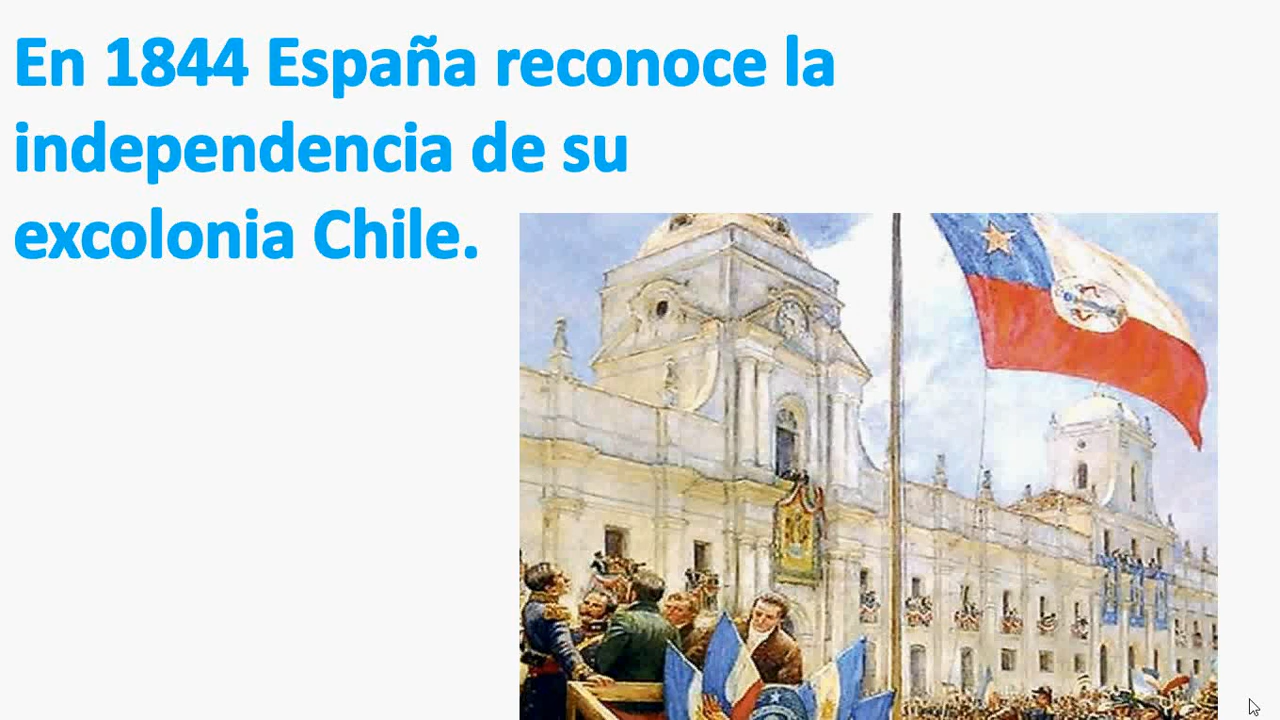 En 1844 España reconoce la
independencia de su
excolonia Chile.